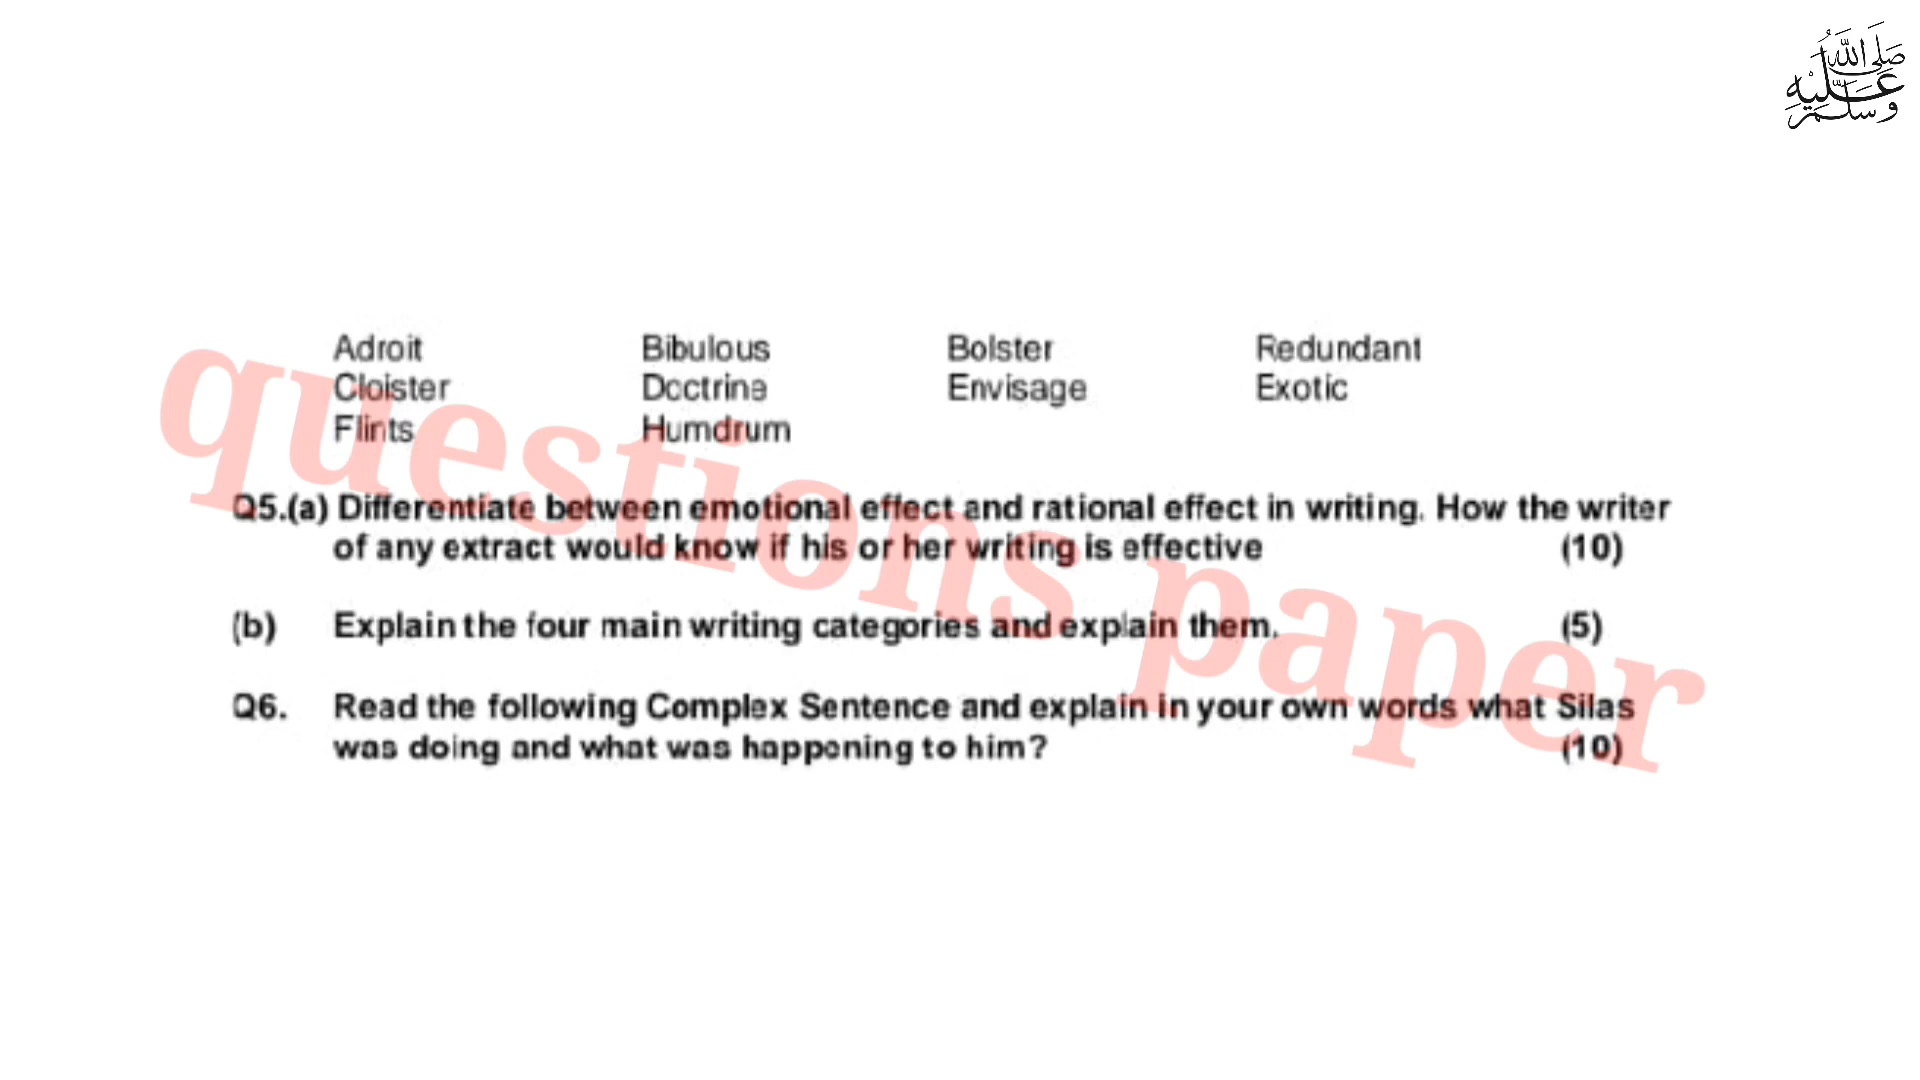 صلى الله
عليه
وسلم
Adroit Bibulous Bolster Redundant
Cloister Doctrine Envisage Exotic
Flints Humdrum
Q5.(a) Differentiate between emotional effect and rational effect in writing. How the writer
of any extract would know if his or her writing is effective (10)
(b) Explain the four main writing categories and explain them. (5)
Q6. Read the following Complex Sentence and explain in your own words what Silas
was doing and what was happening to him? (10)
questions paper